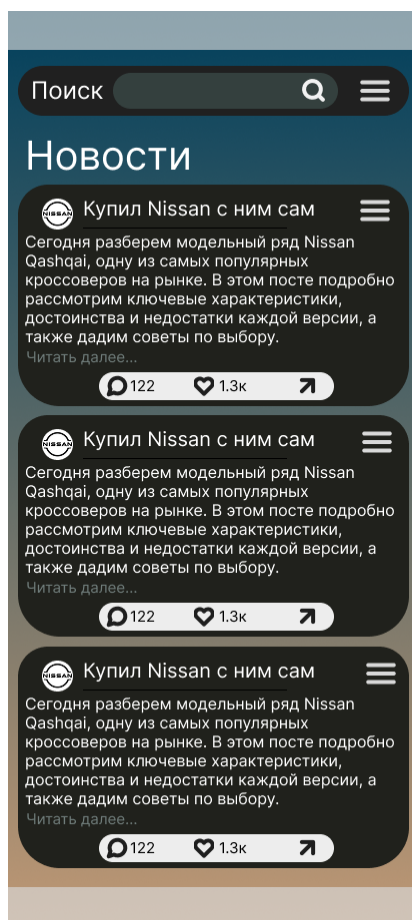 Поиск
Новости
NISSAN
Купил Nissan с ним сам
Сегодня разберем модельный ряд Nissan
Qashqai, одну из самых популярных
кроссоверов на рынке. В этом посте подробно
рассмотрим ключевые характеристики,
достоинства и недостатки каждой версии, а
также дадим советы по выбору.
Читать далее...
122 1.3к
NISSAN
Купил Nissan с ним сам
Сегодня разберем модельный ряд Nissan
Qashqai, одну из самых популярных
кроссоверов на рынке. В этом посте подробно
рассмотрим ключевые характеристики,
достоинства и недостатки каждой версии, а
также дадим советы по выбору.
Читать далее...
122 1.3к
NISSAN
Купил Nissan с ним сам
Сегодня разберем модельный ряд Nissan
Qashqai, одну из самых популярных
кроссоверов на рынке. В этом посте подробно
рассмотрим ключевые характеристики,
достоинства и недостатки каждой версии, а
также дадим советы по выбору.
Читать далее...
122 1.3к